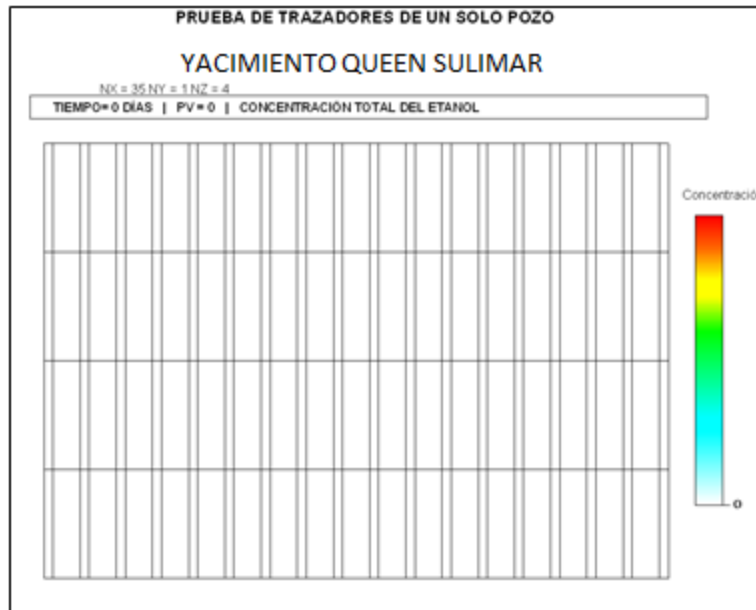 PRUEBA DE TRAZADORES DE UN SOLO POZO
YACIMIENTO QUEEN SULIMAR
NX = 35 NY = 1 NZ = 4
TIEMPO= 0 DÍAS | PV = 0 | CONCENTRACIÓN TOTAL DEL ETANOL
Concentració
0